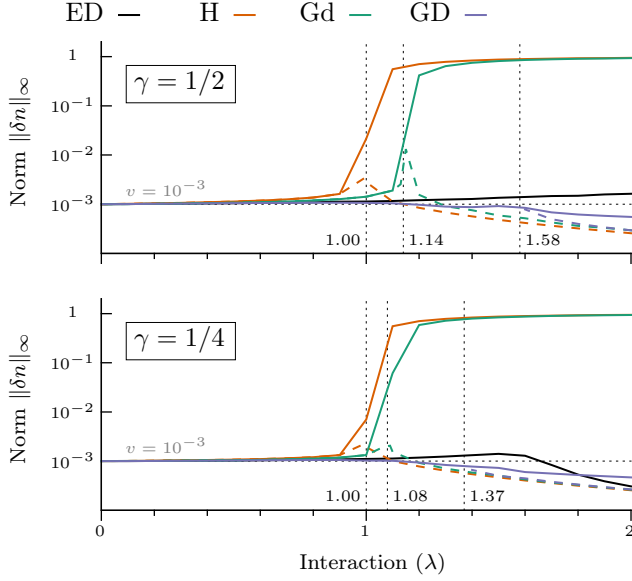 ED H Gd GD
Norm ‖δn‖∞
1
10⁻¹
10⁻²
10⁻³
γ = 1/2
v = 10⁻³
1.00 1.14 1.58
Norm ‖δn‖∞
1
10⁻¹
10⁻²
10⁻³
γ = 1/4
v = 10⁻³
1.00 1.08 1.37
0 1 2
Interaction (λ)